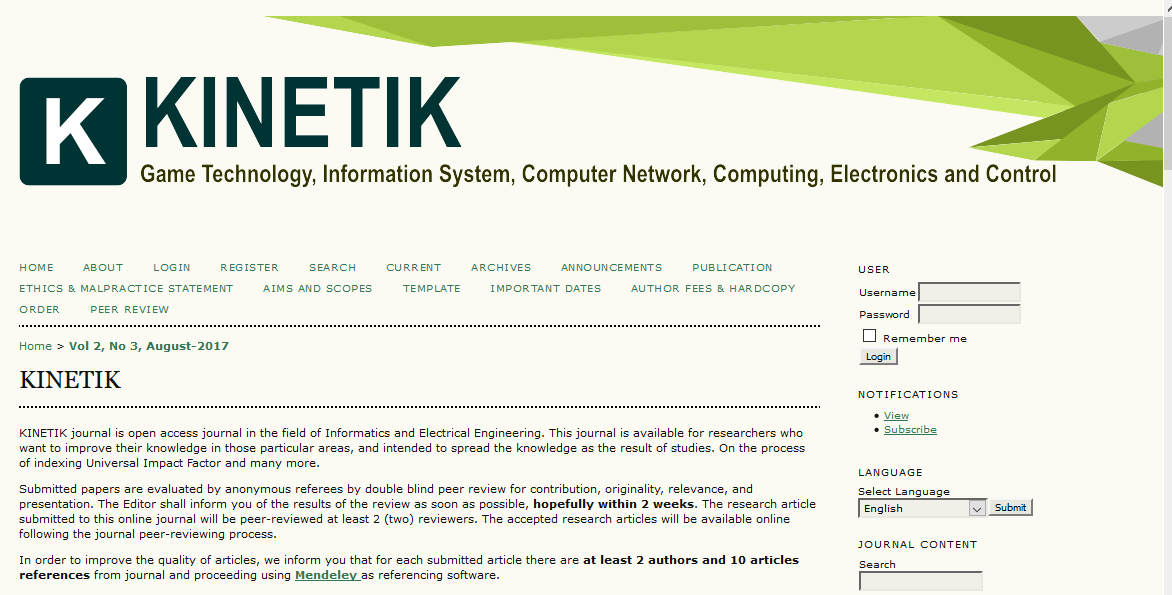 K KINETIK
Game Technology, Information System, Computer Network, Computing, Electronics and Control
HOME ABOUT LOGIN REGISTER SEARCH CURRENT ARCHIVES ANNOUNCEMENTS PUBLICATION
ETHICS & MALPRACTICE STATEMENT AIMS AND SCOPES TEMPLATE IMPORTANT DATES AUTHOR FEES & HARDCOPY
ORDER PEER REVIEW
Home > Vol 2, No 3, August-2017
KINETIK
KINETIK journal is open access journal in the field of Informatics and Electrical Engineering. This journal is available for researchers who
want to improve their knowledge in those particular areas, and intended to spread the knowledge as the result of studies. On the process
of indexing Universal Impact Factor and many more.
Submitted papers are evaluated by anonymous referees by double blind peer review for contribution, originality, relevance, and
presentation. The Editor shall inform you of the results of the review as soon as possible, hopefully within 2 weeks. The research article
submitted to this online journal will be peer-reviewed at least 2 (two) reviewers. The accepted research articles will be available online
following the journal peer-reviewing process.
In order to improve the quality of articles, we inform you that for each submitted article there are at least 2 authors and 10 articles
references from journal and proceeding using Mendeley as referencing software.
USER
Username
Password
Remember me
Login
NOTIFICATIONS
View
Subscribe
LANGUAGE
Select Language
English Submit
JOURNAL CONTENT
Search